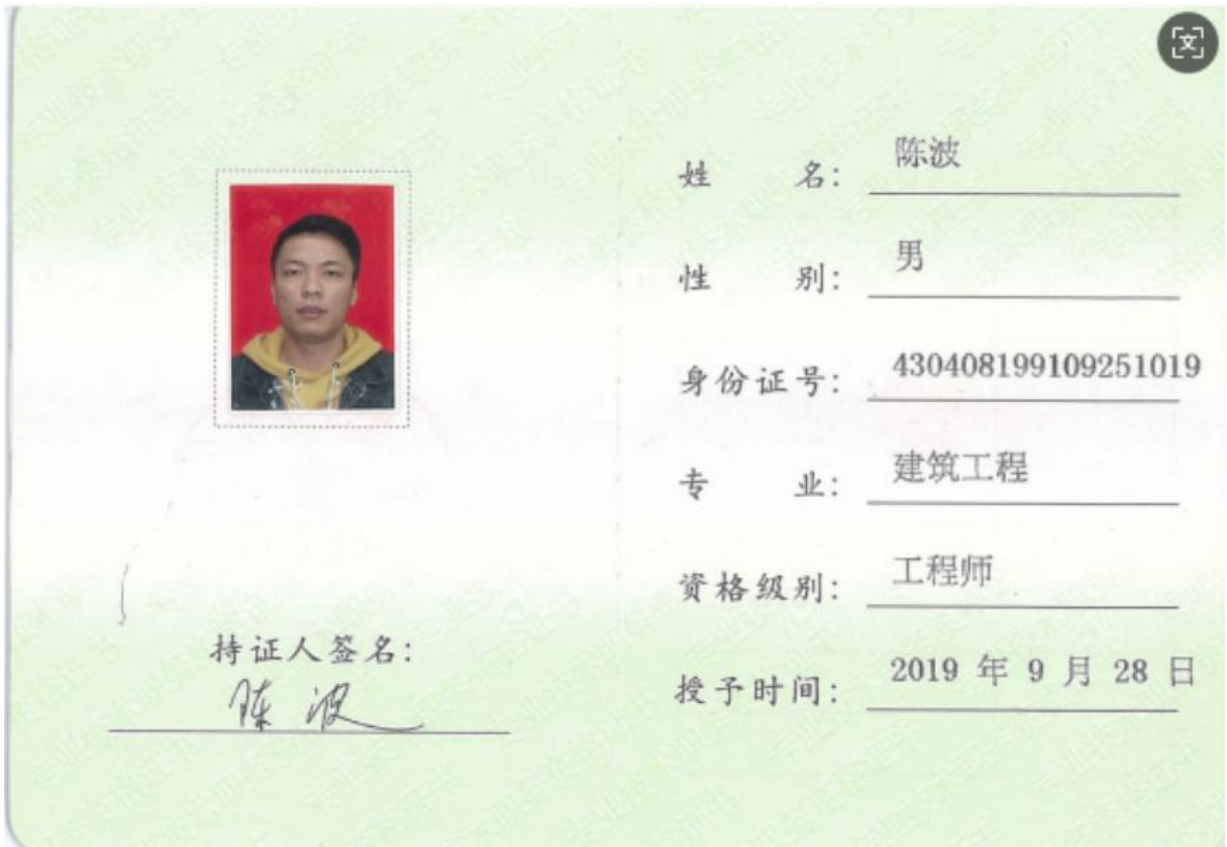 姓 名: 陈波
性 别: 男
身份证号: 430408199109251019
专 业: 建筑工程
资格级别: 工程师
授予时间: 2019 年 9 月 28 日
持证人签名:
陈波